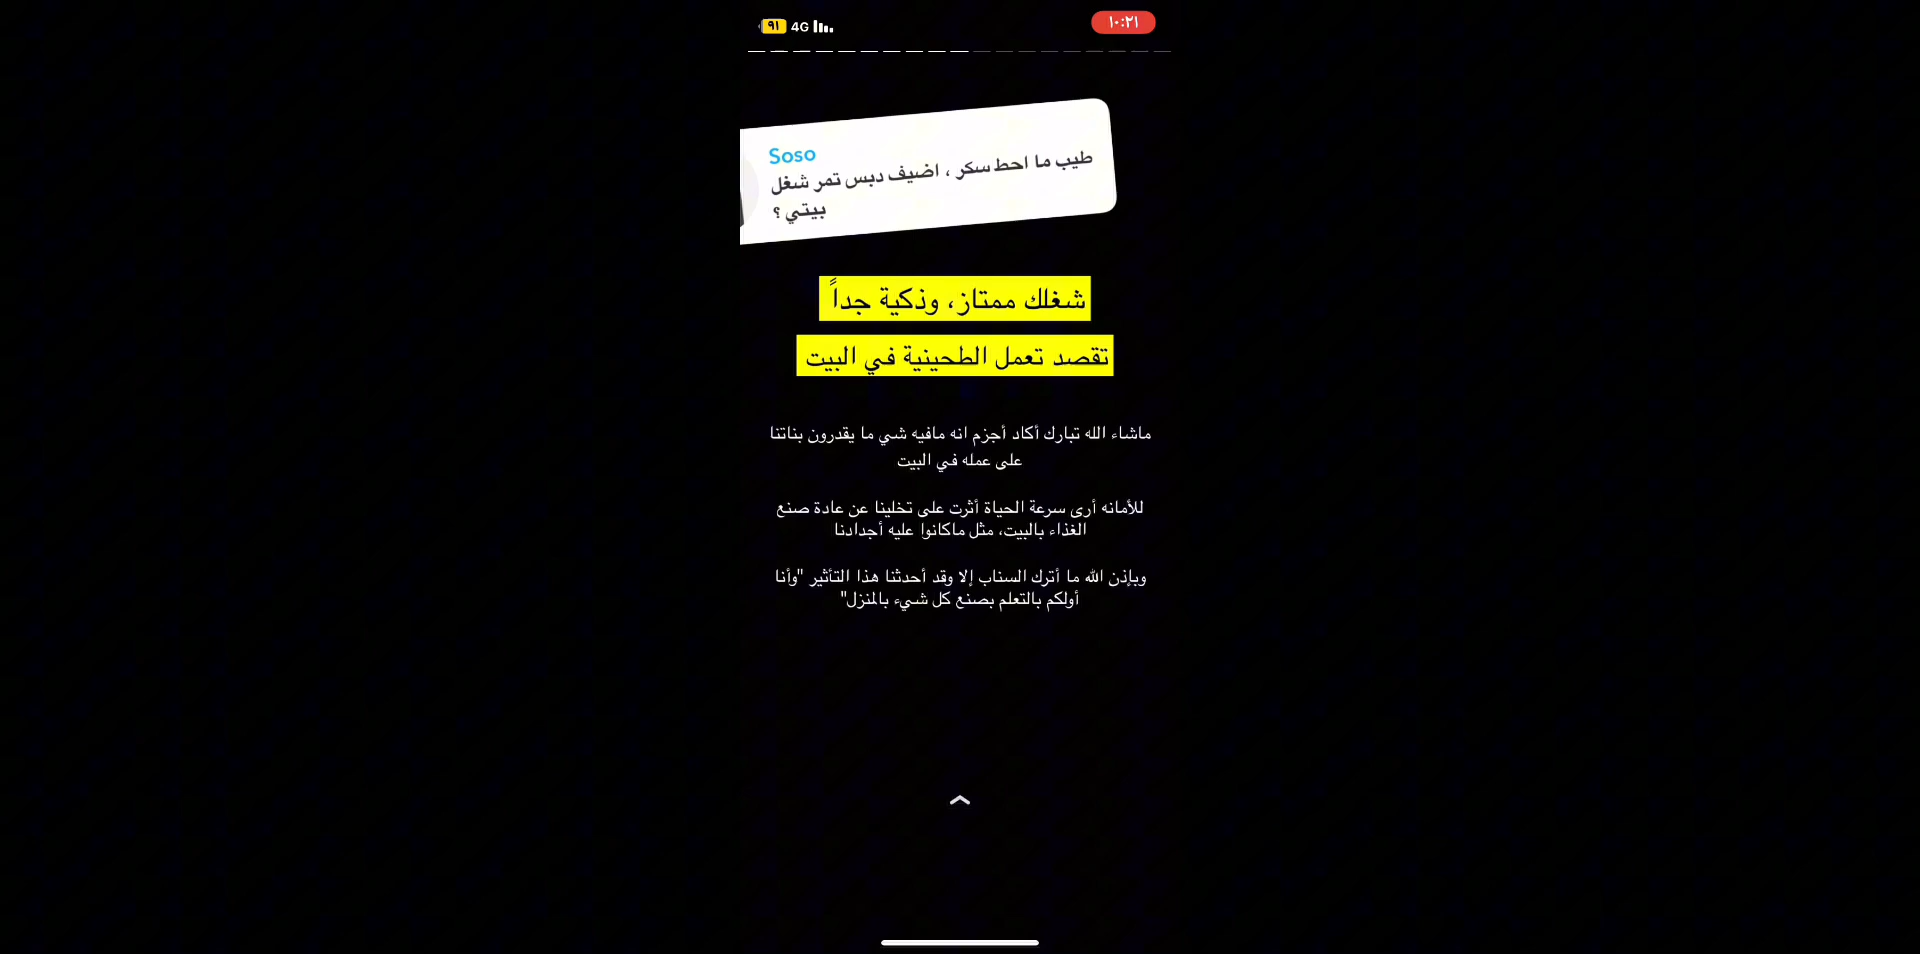 ٩١ 4G ١٠:٢١
Soso
طيب ما احط سكر ، اضيف دبس تمر شغل
بيتي ؟
شغلك ممتاز، وذكية جداً
تقصد تعمل الطحينية في البيت
ماشاء الله تبارك أكاد أجزم انه مافيه شي ما يقدرون بناتنا
على عمله في البيت
للأمانه أرى سرعة الحياة أثرت على تخلينا عن عادة صنع
الغذاء بالبيت، مثل ماكانوا عليه أجدادنا
وبإذن الله ما أترك السناب إلا وقد أحدثنا هذا التأثير "وأنا
أولكم بالتعلم بصنع كل شيء بالمنزل"